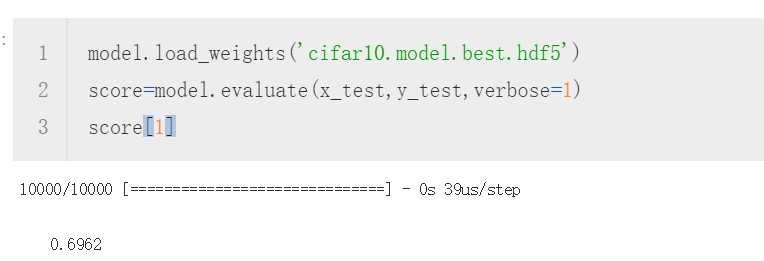 :
1 model.load_weights('cifar10.model.best.hdf5')
2 score=model.evaluate(x_test,y_test,verbose=1)
3 score[1]
10000/10000 [==============================] - 0s 39us/step
0.6962